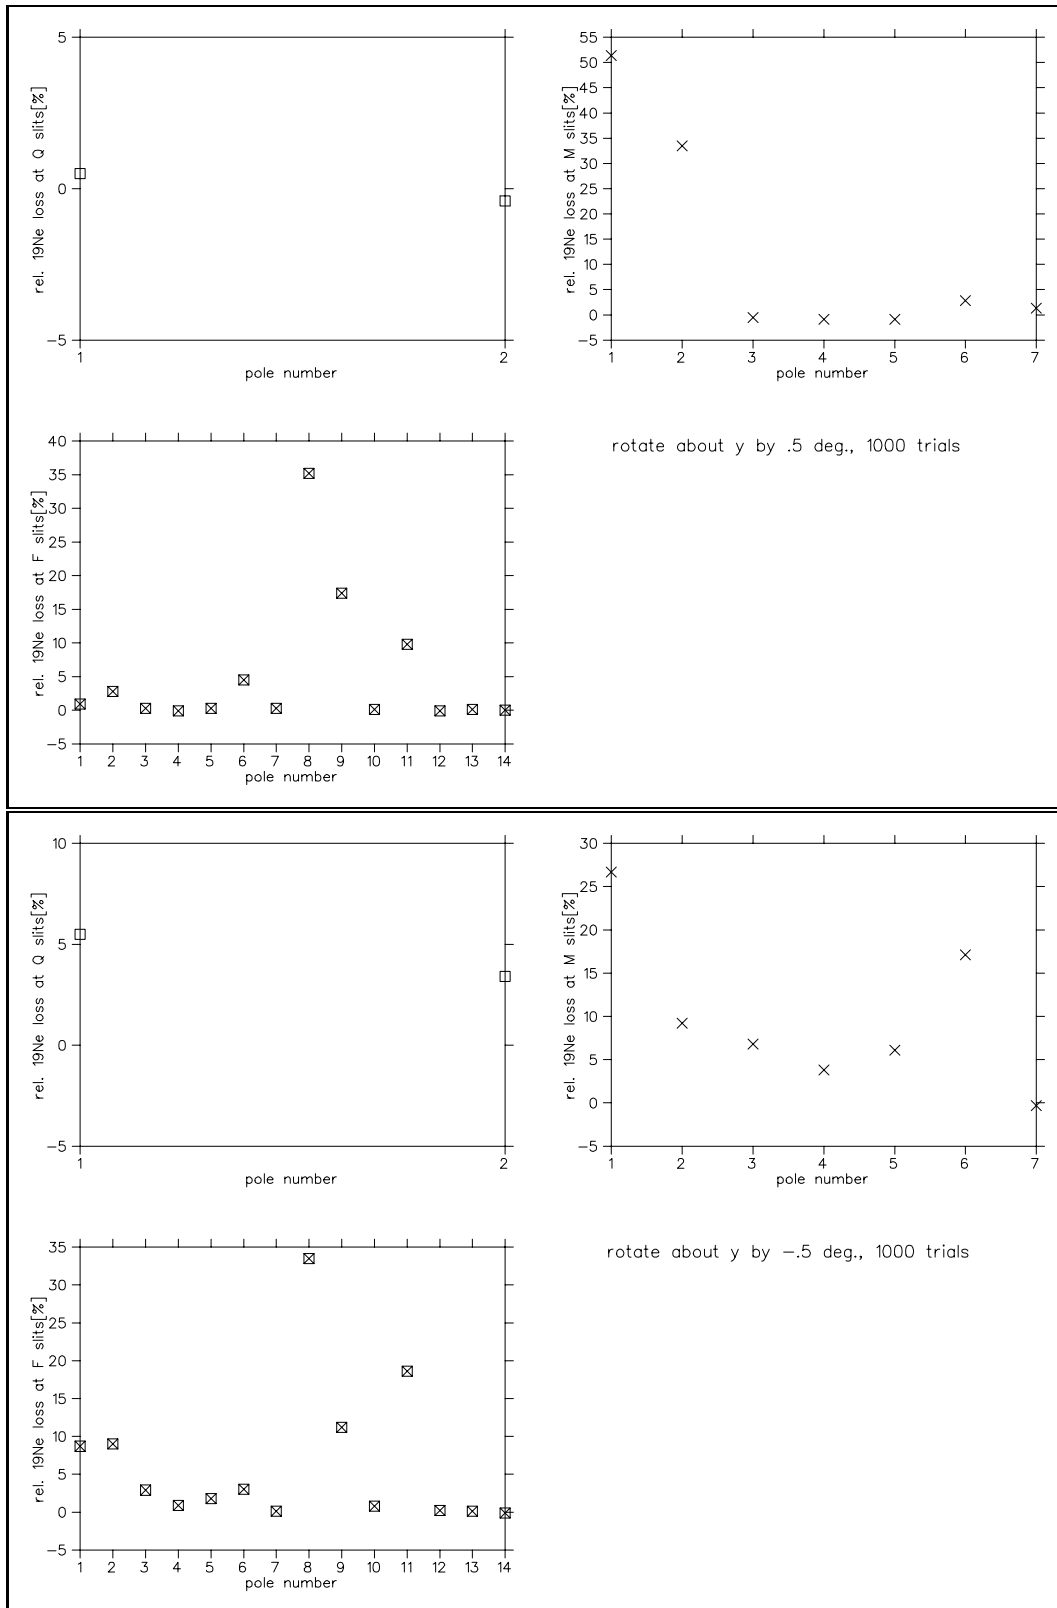 5
0
−5
1
2
rel. 19Ne loss at Q slits[%]
pole number
55
50
45
40
35
30
25
20
15
10
5
0
−5
1 2 3 4 5 6 7
rel. 19Ne loss at M slits[%]
pole number
40
35
30
25
20
15
10
5
0
−5
1 2 3 4 5 6 7 8 9 10 11 12 13 14
rel. 19Ne loss at F slits[%]
pole number
rotate about y by .5 deg., 1000 trials
10
5
0
−5
1
2
rel. 19Ne loss at Q slits[%]
pole number
30
25
20
15
10
5
0
−5
1 2 3 4 5 6 7
rel. 19Ne loss at M slits[%]
pole number
35
30
25
20
15
10
5
0
−5
1 2 3 4 5 6 7 8 9 10 11 12 13 14
rel. 19Ne loss at F slits[%]
pole number
rotate about y by −.5 deg., 1000 trials